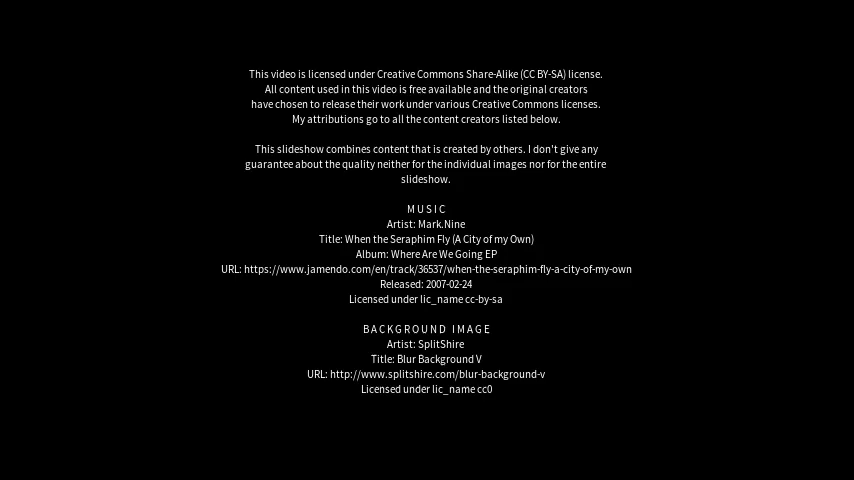 This video is licensed under Creative Commons Share-Alike (CC BY-SA) license.
All content used in this video is free available and the original creators
have chosen to release their work under various Creative Commons licenses.
My attributions go to all the content creators listed below.
This slideshow combines content that is created by others. I don't give any
guarantee about the quality neither for the individual images nor for the entire
slideshow.
MUSIC
Artist: Mark.Nine
Title: When the Seraphim Fly (A City of my Own)
Album: Where Are We Going EP
URL: https://www.jamendo.com/en/track/36537/when-the-seraphim-fly-a-city-of-my-own
Released: 2007-02-24
Licensed under lic_name cc-by-sa
BACKGROUND IMAGE
Artist: SplitShire
Title: Blur Background V
URL: http://www.splitshire.com/blur-background-v
Licensed under lic_name cc0